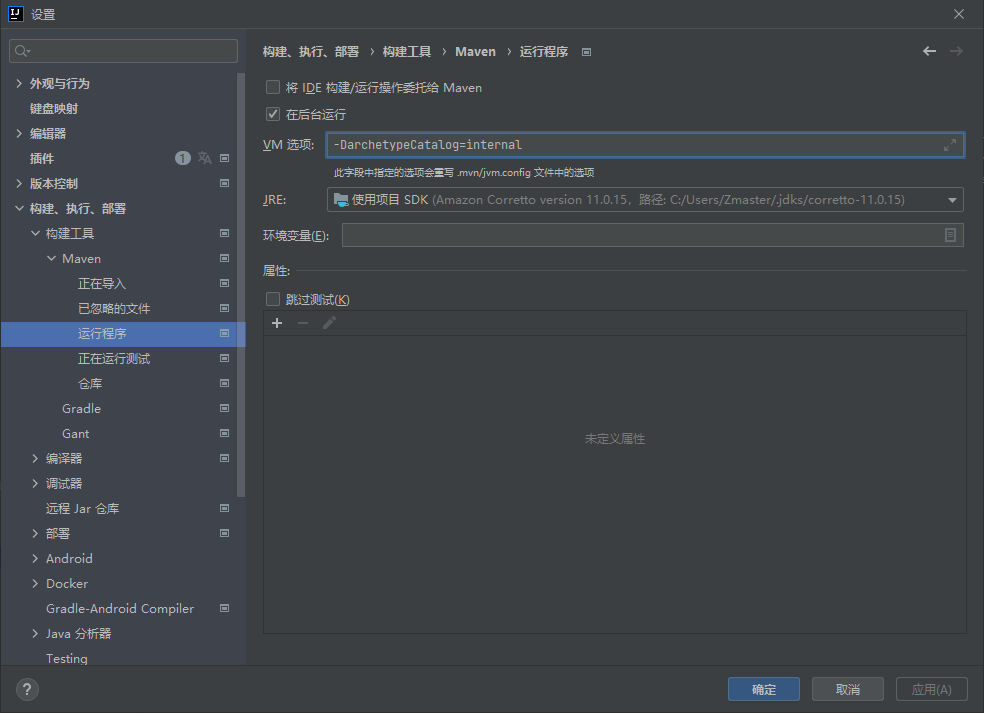 设置
外观与行为
键盘映射
编辑器
插件 1
版本控制
构建、执行、部署
构建工具
Maven
正在导入
已忽略的文件
运行程序
正在运行测试
仓库
Gradle
Gant
编译器
调试器
远程 Jar 仓库
部署
Android
Docker
Gradle-Android Compiler
Java 分析器
Testing
构建、执行、部署 › 构建工具 › Maven › 运行程序
将 IDE 构建/运行操作委托给 Maven
在后台运行
VM 选项: -DarchetypeCatalog=internal
此字段中指定的选项会重写 .mvn/jvm.config 文件中的选项
JRE: 使用项目 SDK (Amazon Corretto version 11.0.15, 路径: C:/Users/Zmaster/.jdks/corretto-11.0.15)
环境变量(E):
属性:
跳过测试(K)
未定义属性
? 确定 取消 应用(A)